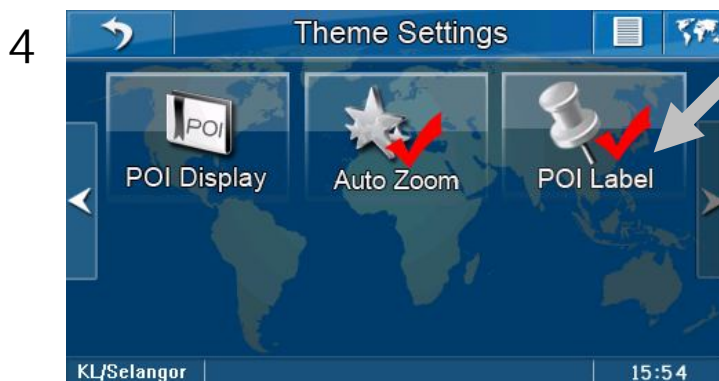 4
Theme Settings
POI
POI Display
Auto Zoom
POI Label
KL/Selangor
15:54